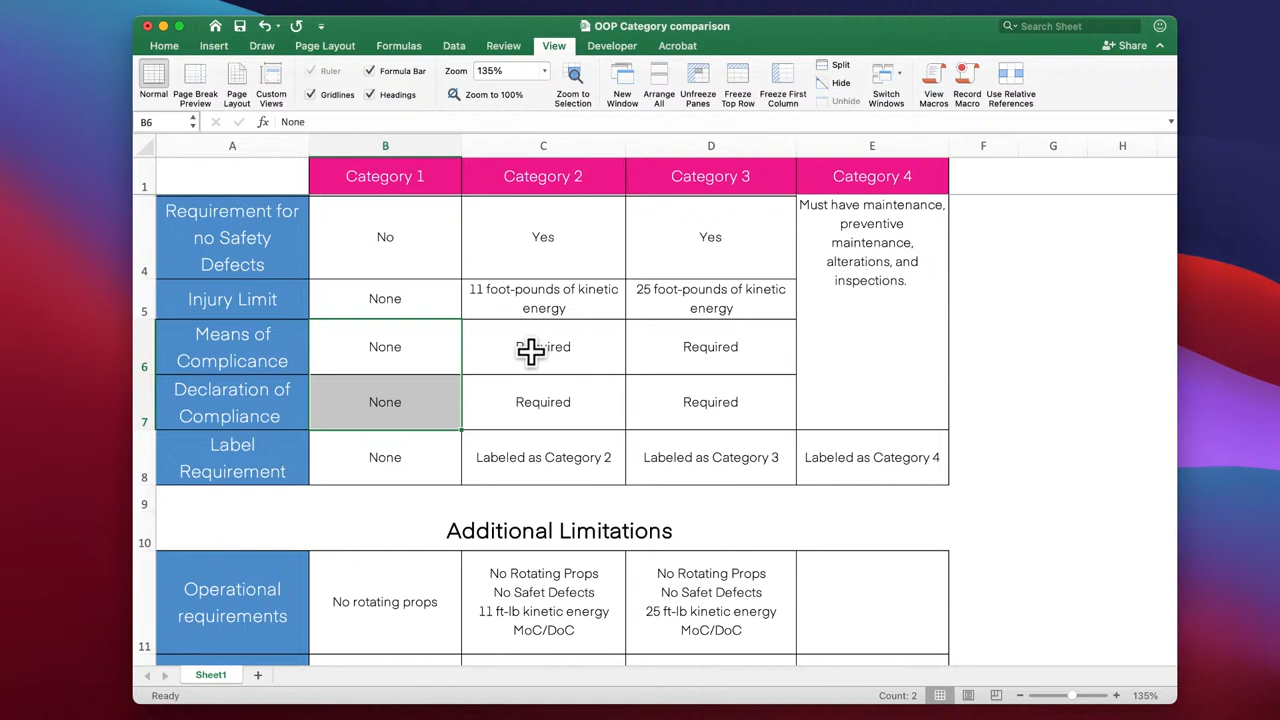 OOP Category comparison
Search Sheet
Home Insert Draw Page Layout Formulas Data Review View Developer Acrobat
Share
Ruler Formula Bar Zoom 135%
Gridlines Headings Zoom to 100%
Normal Page Break Preview Page Layout Custom Views
Zoom to Selection
New Window Arrange All Unfreeze Panes Freeze Top Row Freeze First Column
Split
Hide
Unhide
Switch Windows View Macros Record Macro Use Relative References
B6 fx None
A B C D E F G H
1 Category 1 Category 2 Category 3 Category 4
4 Requirement for no Safety Defects No Yes Yes
Must have maintenance,
preventive
maintenance,
alterations, and
inspections.
5 Injury Limit None
11 foot-pounds of kinetic
energy
25 foot-pounds of kinetic
energy
6 Means of Complicance None Required
7 Declaration of Compliance None Required Required
8 Label Requirement None Labeled as Category 2 Labeled as Category 3 Labeled as Category 4
9
10 Additional Limitations
11 Operational requirements No rotating props
No Rotating Props
No Safet Defects
11 ft-lb kinetic energy
MoC/DoC
No Rotating Props
No Safet Defects
25 ft-lb kinetic energy
MoC/DoC
Sheet1
Ready Count: 2 135%